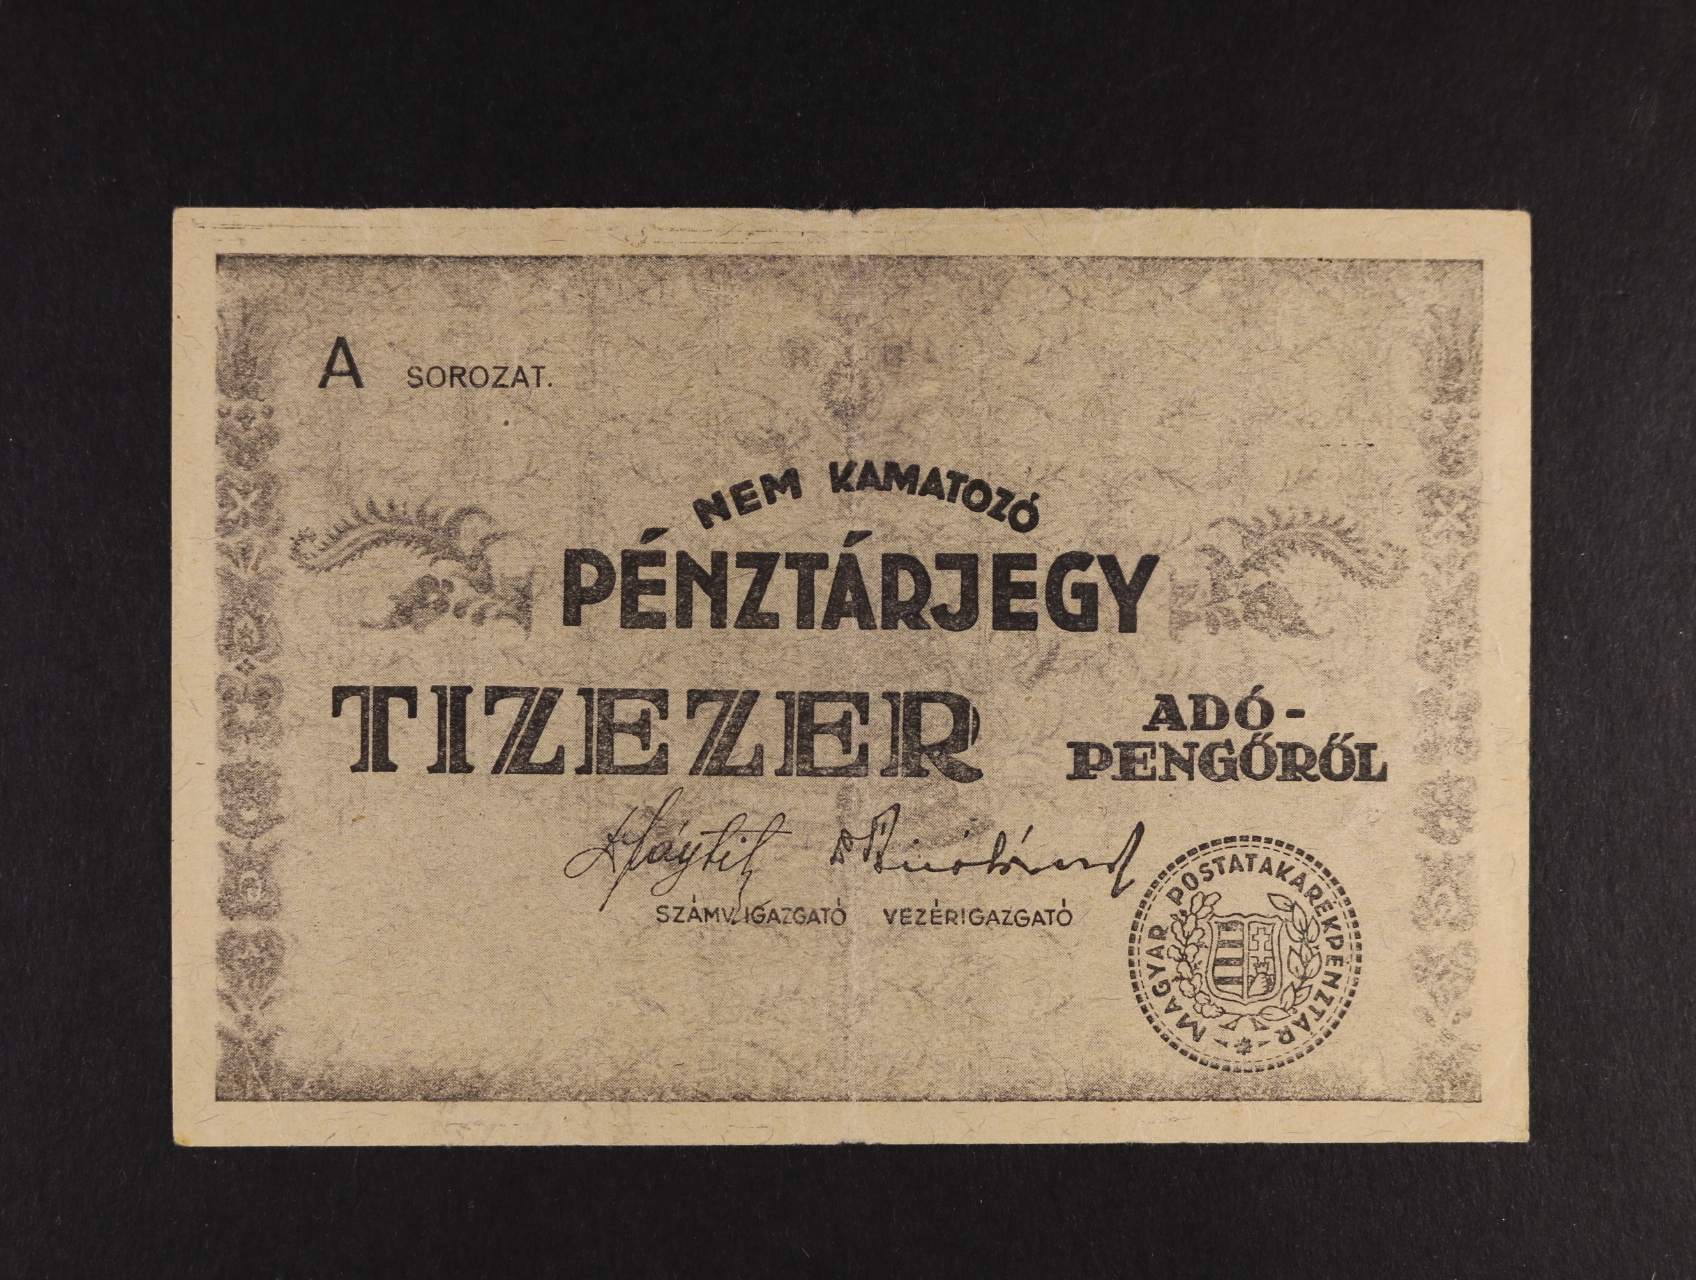 A SOROZAT.
NEM KAMATOZÓ
PÉNZTÁRJEGY
TIZEZER ADÓ-
PENGŐRŐL
SZÁMV.IGAZGATÓ VEZÉRIGAZGATÓ
MAGYAR POSTATAKARÉKPÉNZTÁR